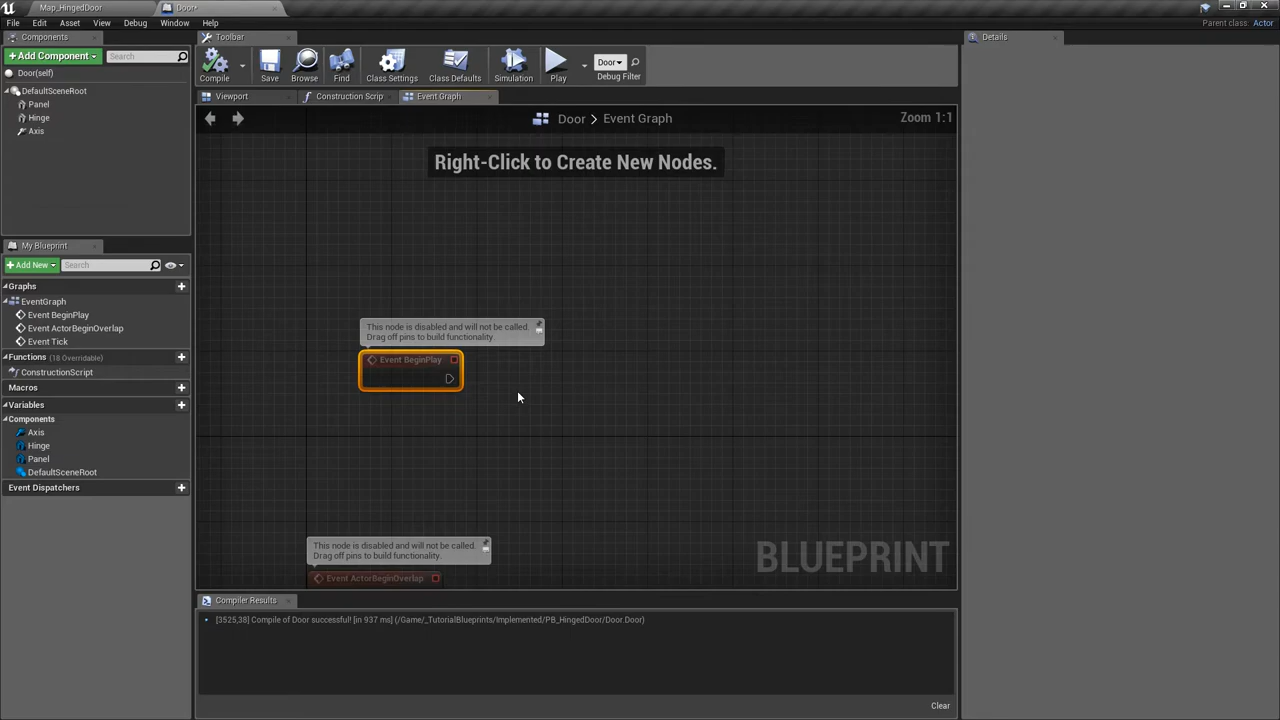 Map_HingedDoor
Door*
File Edit Asset View Debug Window Help
Parent class: Actor
Components
Toolbar
Details
+Add Component
Search
Door(self)
Compile
Save
Browse
Find
Class Settings
Class Defaults
Simulation
Play
Door
Debug Filter
DefaultSceneRoot
Panel
Hinge
Axis
Viewport
Construction Scrip
Event Graph
Door > Event Graph
Zoom 1:1
Right-Click to Create New Nodes.
My Blueprint
+Add New
Search
Graphs
EventGraph
Event BeginPlay
Event ActorBeginOverlap
Event Tick
Functions (18 Overridable)
ConstructionScript
Macros
Variables
Components
Axis
Hinge
Panel
DefaultSceneRoot
Event Dispatchers
This node is disabled and will not be called.
Drag off pins to build functionality.
Event BeginPlay
This node is disabled and will not be called.
Drag off pins to build functionality.
Event ActorBeginOverlap
BLUEPRINT
Compiler Results
[3525,38] Compile of Door successful! [in 937 ms] (/Game/_TutorialBlueprints/Implemented/PB_HingedDoor/Door.Door)
Clear